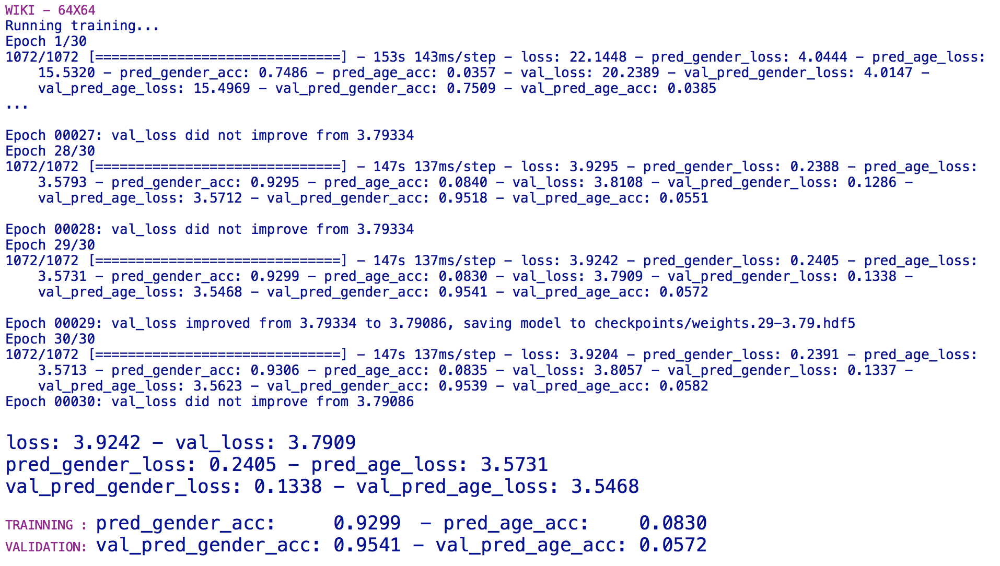 WIKI – 64X64
Running training...
Epoch 1/30
1072/1072 [==============================] – 153s 143ms/step – loss: 22.1448 – pred_gender_loss: 4.0444 – pred_age_loss:
15.5320 – pred_gender_acc: 0.7486 – pred_age_acc: 0.0357 – val_loss: 20.2389 – val_pred_gender_loss: 4.0147 –
val_pred_age_loss: 15.4969 – val_pred_gender_acc: 0.7509 – val_pred_age_acc: 0.0385
...
Epoch 00027: val_loss did not improve from 3.79334
Epoch 28/30
1072/1072 [==============================] – 147s 137ms/step – loss: 3.9295 – pred_gender_loss: 0.2388 – pred_age_loss:
3.5793 – pred_gender_acc: 0.9295 – pred_age_acc: 0.0840 – val_loss: 3.8108 – val_pred_gender_loss: 0.1286 –
val_pred_age_loss: 3.5712 – val_pred_gender_acc: 0.9518 – val_pred_age_acc: 0.0551
Epoch 00028: val_loss did not improve from 3.79334
Epoch 29/30
1072/1072 [==============================] – 147s 137ms/step – loss: 3.9242 – pred_gender_loss: 0.2405 – pred_age_loss:
3.5731 – pred_gender_acc: 0.9299 – pred_age_acc: 0.0830 – val_loss: 3.7909 – val_pred_gender_loss: 0.1338 –
val_pred_age_loss: 3.5468 – val_pred_gender_acc: 0.9541 – val_pred_age_acc: 0.0572
Epoch 00029: val_loss improved from 3.79334 to 3.79086, saving model to checkpoints/weights.29–3.79.hdf5
Epoch 30/30
1072/1072 [==============================] – 147s 137ms/step – loss: 3.9204 – pred_gender_loss: 0.2391 – pred_age_loss:
3.5713 – pred_gender_acc: 0.9306 – pred_age_acc: 0.0835 – val_loss: 3.8057 – val_pred_gender_loss: 0.1337 –
val_pred_age_loss: 3.5623 – val_pred_gender_acc: 0.9539 – val_pred_age_acc: 0.0582
Epoch 00030: val_loss did not improve from 3.79086
loss: 3.9242 – val_loss: 3.7909
pred_gender_loss: 0.2405 – pred_age_loss: 3.5731
val_pred_gender_loss: 0.1338 – val_pred_age_loss: 3.5468
TRAINNING : pred_gender_acc: 0.9299 – pred_age_acc: 0.0830
VALIDATION: val_pred_gender_acc: 0.9541 – val_pred_age_acc: 0.0572